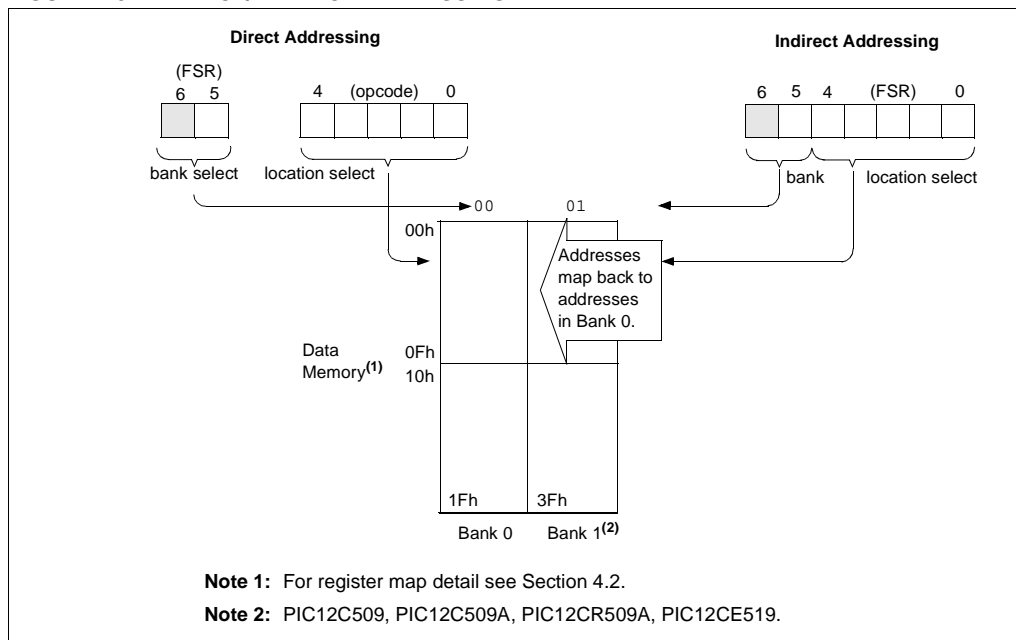 Direct Addressing
Indirect Addressing
(FSR)
6 5
4 (opcode) 0
6 5 4 (FSR) 0
bank select
location select
bank
location select
00 01
00h
Addresses
map back to
addresses
in Bank 0.
Data
Memory(1)
0Fh
10h
1Fh
3Fh
Bank 0
Bank 1(2)
Note 1: For register map detail see Section 4.2.
Note 2: PIC12C509, PIC12C509A, PIC12CR509A, PIC12CE519.